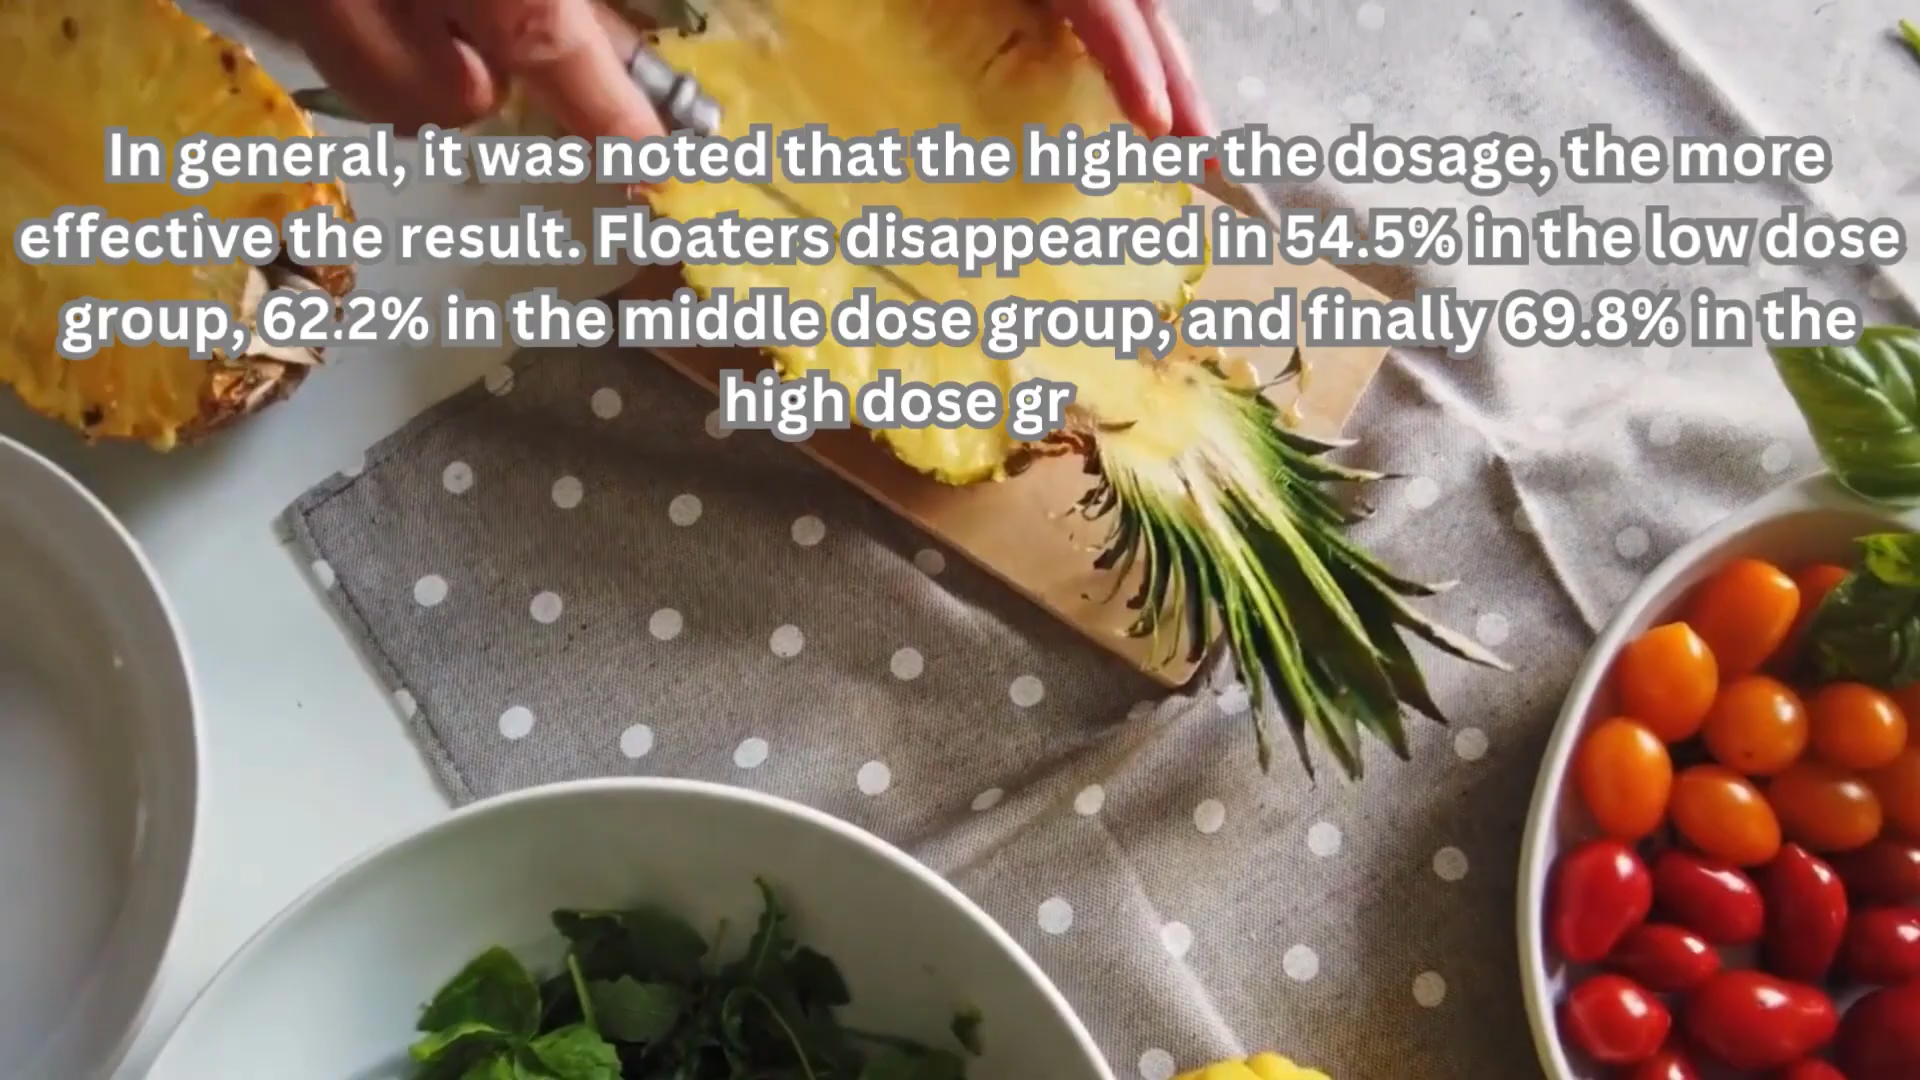 In general, it was noted that the higher the dosage, the more
effective the result. Floaters disappeared in 54.5% in the low dose
group, 62.2% in the middle dose group, and finally 69.8% in the
high dose gr